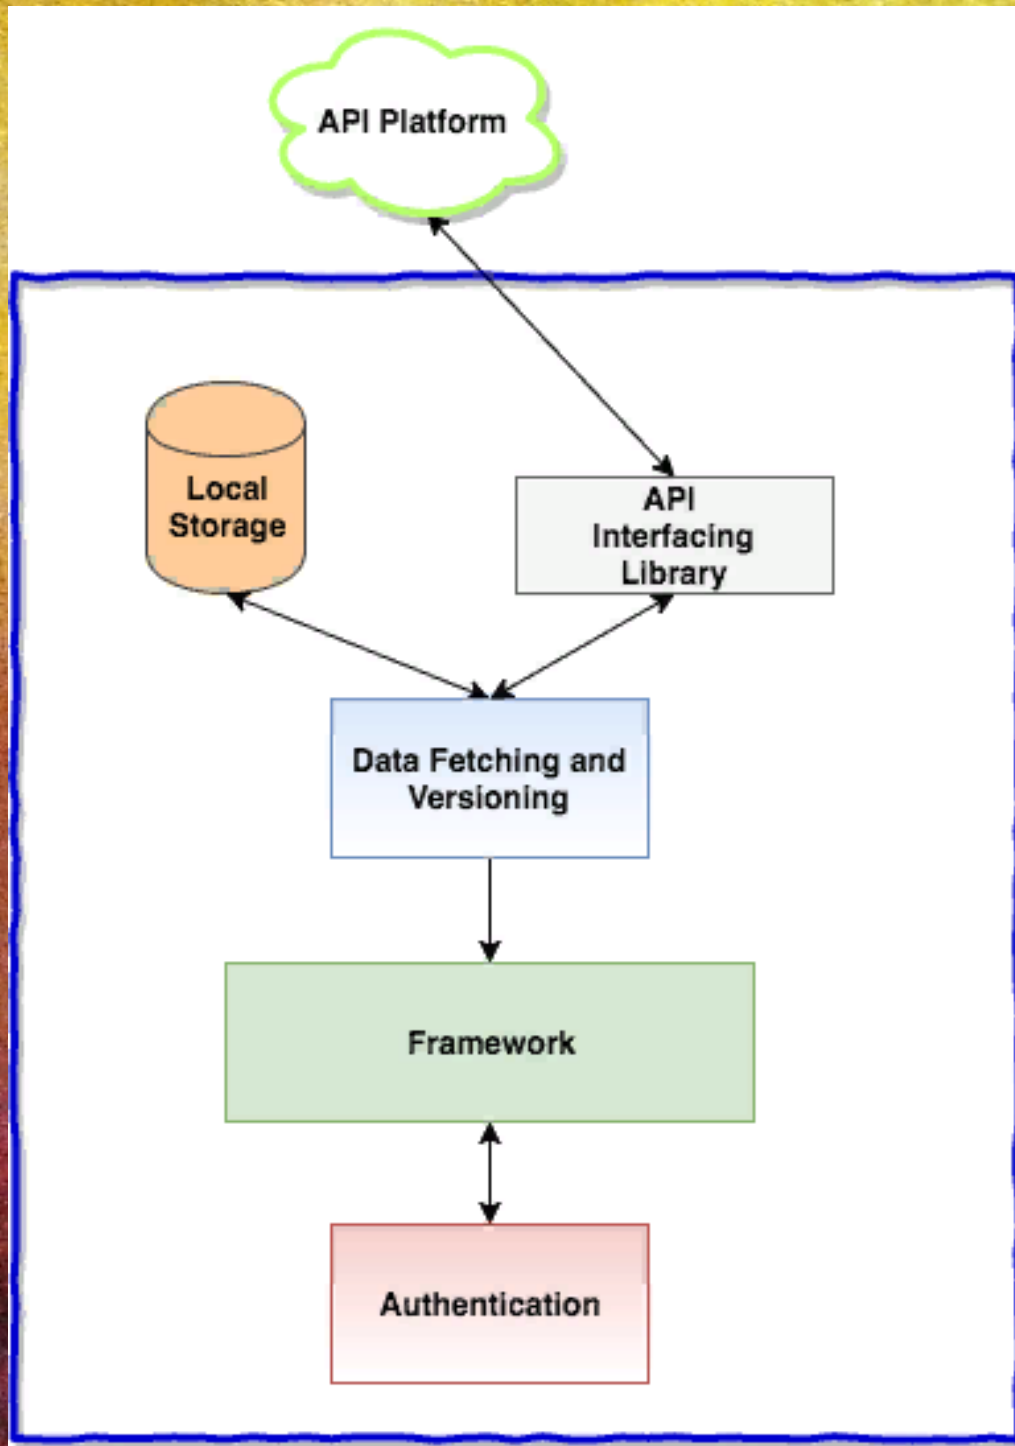 API Platform
Local
Storage
API
Interfacing
Library
Data Fetching and
Versioning
Framework
Authentication